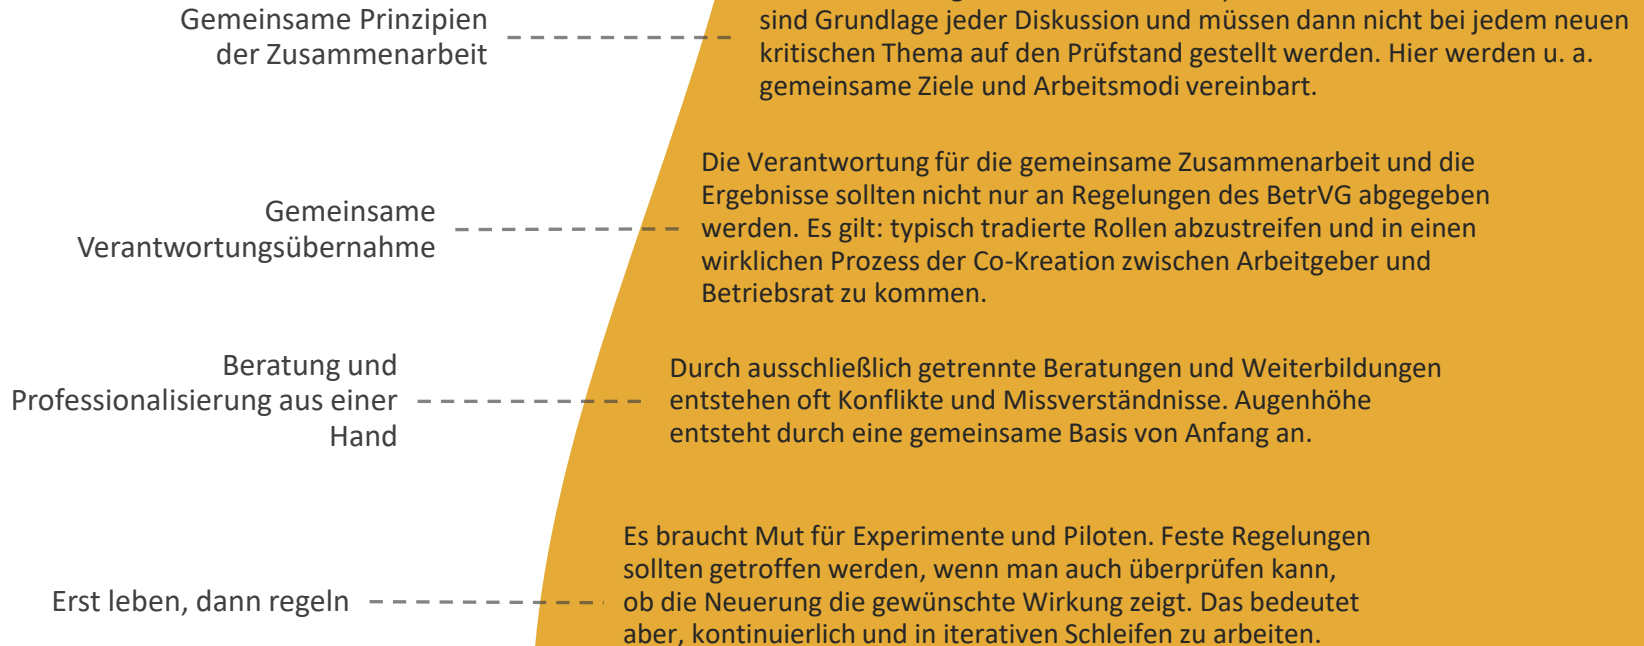 Gemeinsame Prinzipien
der Zusammenarbeit
sind Grundlage jeder Diskussion und müssen dann nicht bei jedem neuen
kritischen Thema auf den Prüfstand gestellt werden. Hier werden u. a.
gemeinsame Ziele und Arbeitsmodi vereinbart.
Gemeinsame
Verantwortungsübernahme
Die Verantwortung für die gemeinsame Zusammenarbeit und die
Ergebnisse sollten nicht nur an Regelungen des BetrVG abgegeben
werden. Es gilt: typisch tradierte Rollen abzustreifen und in einen
wirklichen Prozess der Co-Kreation zwischen Arbeitgeber und
Betriebsrat zu kommen.
Beratung und
Professionalisierung aus einer
Hand
Durch ausschließlich getrennte Beratungen und Weiterbildungen
entstehen oft Konflikte und Missverständnisse. Augenhöhe
entsteht durch eine gemeinsame Basis von Anfang an.
Erst leben, dann regeln
Es braucht Mut für Experimente und Piloten. Feste Regelungen
sollten getroffen werden, wenn man auch überprüfen kann,
ob die Neuerung die gewünschte Wirkung zeigt. Das bedeutet
aber, kontinuierlich und in iterativen Schleifen zu arbeiten.